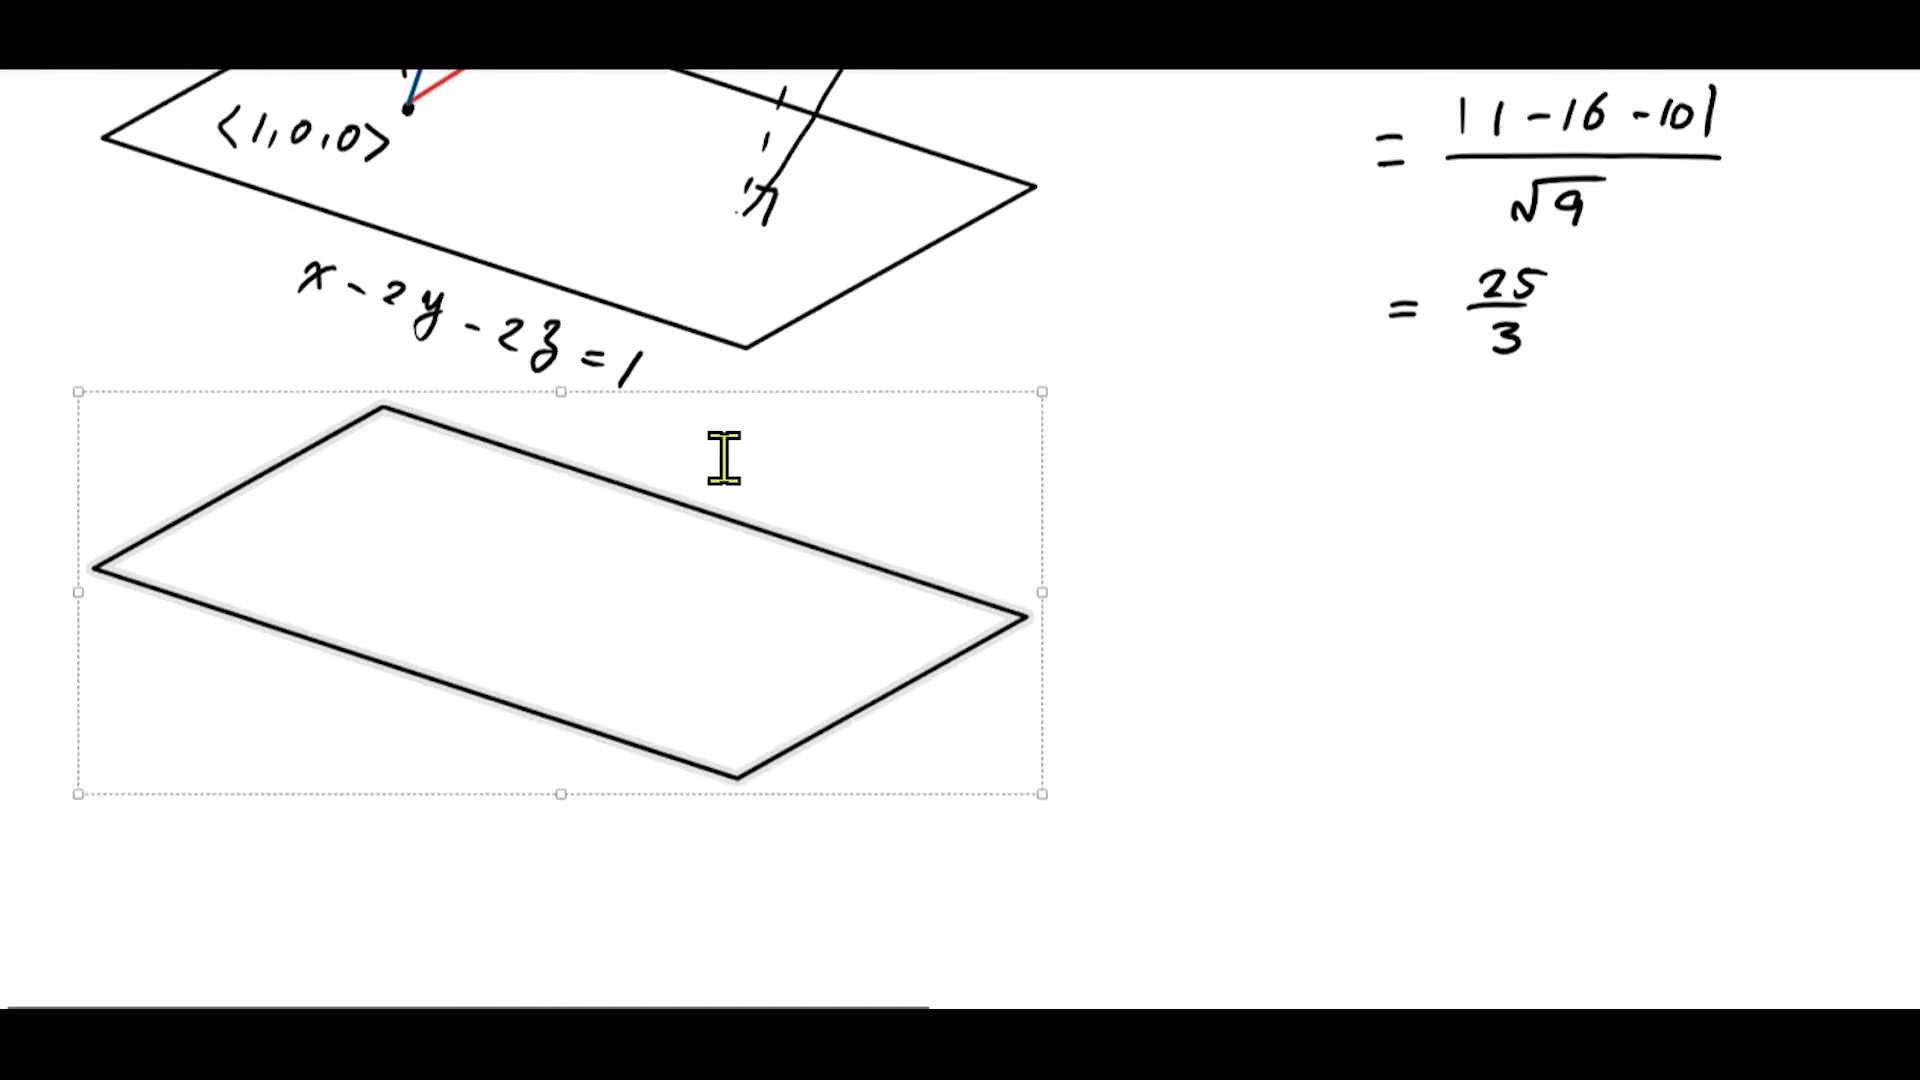 <1,0,0>
x - 2y - 2z = 1
= |1 - 16 - 10| / √9
= 25/3